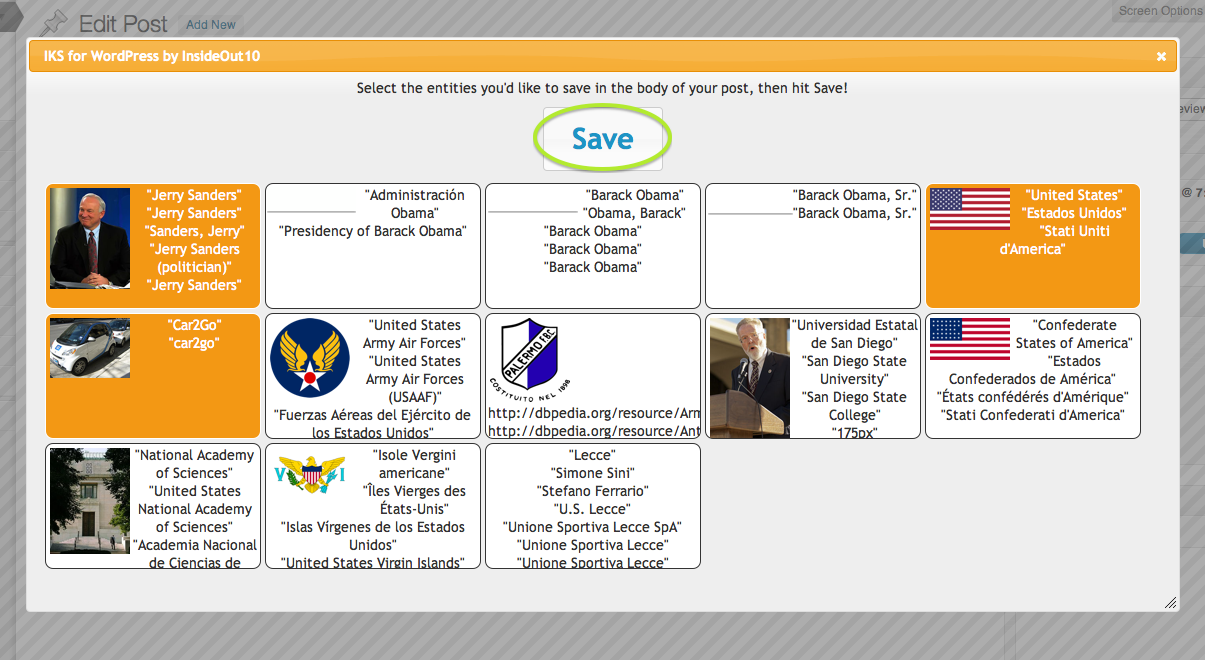 Edit Post Add New
Screen Options
IKS for WordPress by InsideOut10
Select the entities you'd like to save in the body of your post, then hit Save!
Save
"Jerry Sanders"
"Jerry Sanders"
"Sanders, Jerry"
"Jerry Sanders
(politician)"
"Jerry Sanders"
"Administración
Obama"
"Presidency of Barack Obama"
"Barack Obama"
"Obama, Barack"
"Barack Obama"
"Barack Obama"
"Barack Obama"
"Barack Obama, Sr."
"Barack Obama, Sr."
"United States"
"Estados Unidos"
"Stati Uniti
d'America"
@ 7:
"Car2Go"
"car2go"
"United States
Army Air Forces"
"United States
Army Air Forces
(USAAF)"
"Fuerzas Aéreas del Ejército de
los Estados Unidos"
PALERMO F.B.C.
COSTITUITO NEL 1898
http://dbpedia.org/resource/Arm
http://dbpedia.org/resource/Ant
"Universidad Estatal
de San Diego"
"San Diego State
University"
"San Diego State
College"
"175px"
"Confederate
States of America"
"Estados
Confederados de América"
"États confédérés d'Amérique"
"Stati Confederati d'America"
"National Academy
of Sciences"
"United States
National Academy
of Sciences"
"Academia Nacional
de Ciencias de
V I
"Isole Vergini
americane"
"Îles Vierges des
États-Unis"
"Islas Vírgenes de los Estados
Unidos"
"United States Virgin Islands"
"Lecce"
"Simone Sini"
"Stefano Ferrario"
"U.S. Lecce"
"Unione Sportiva Lecce SpA"
"Unione Sportiva Lecce"
"Unione Sportiva Lecce"